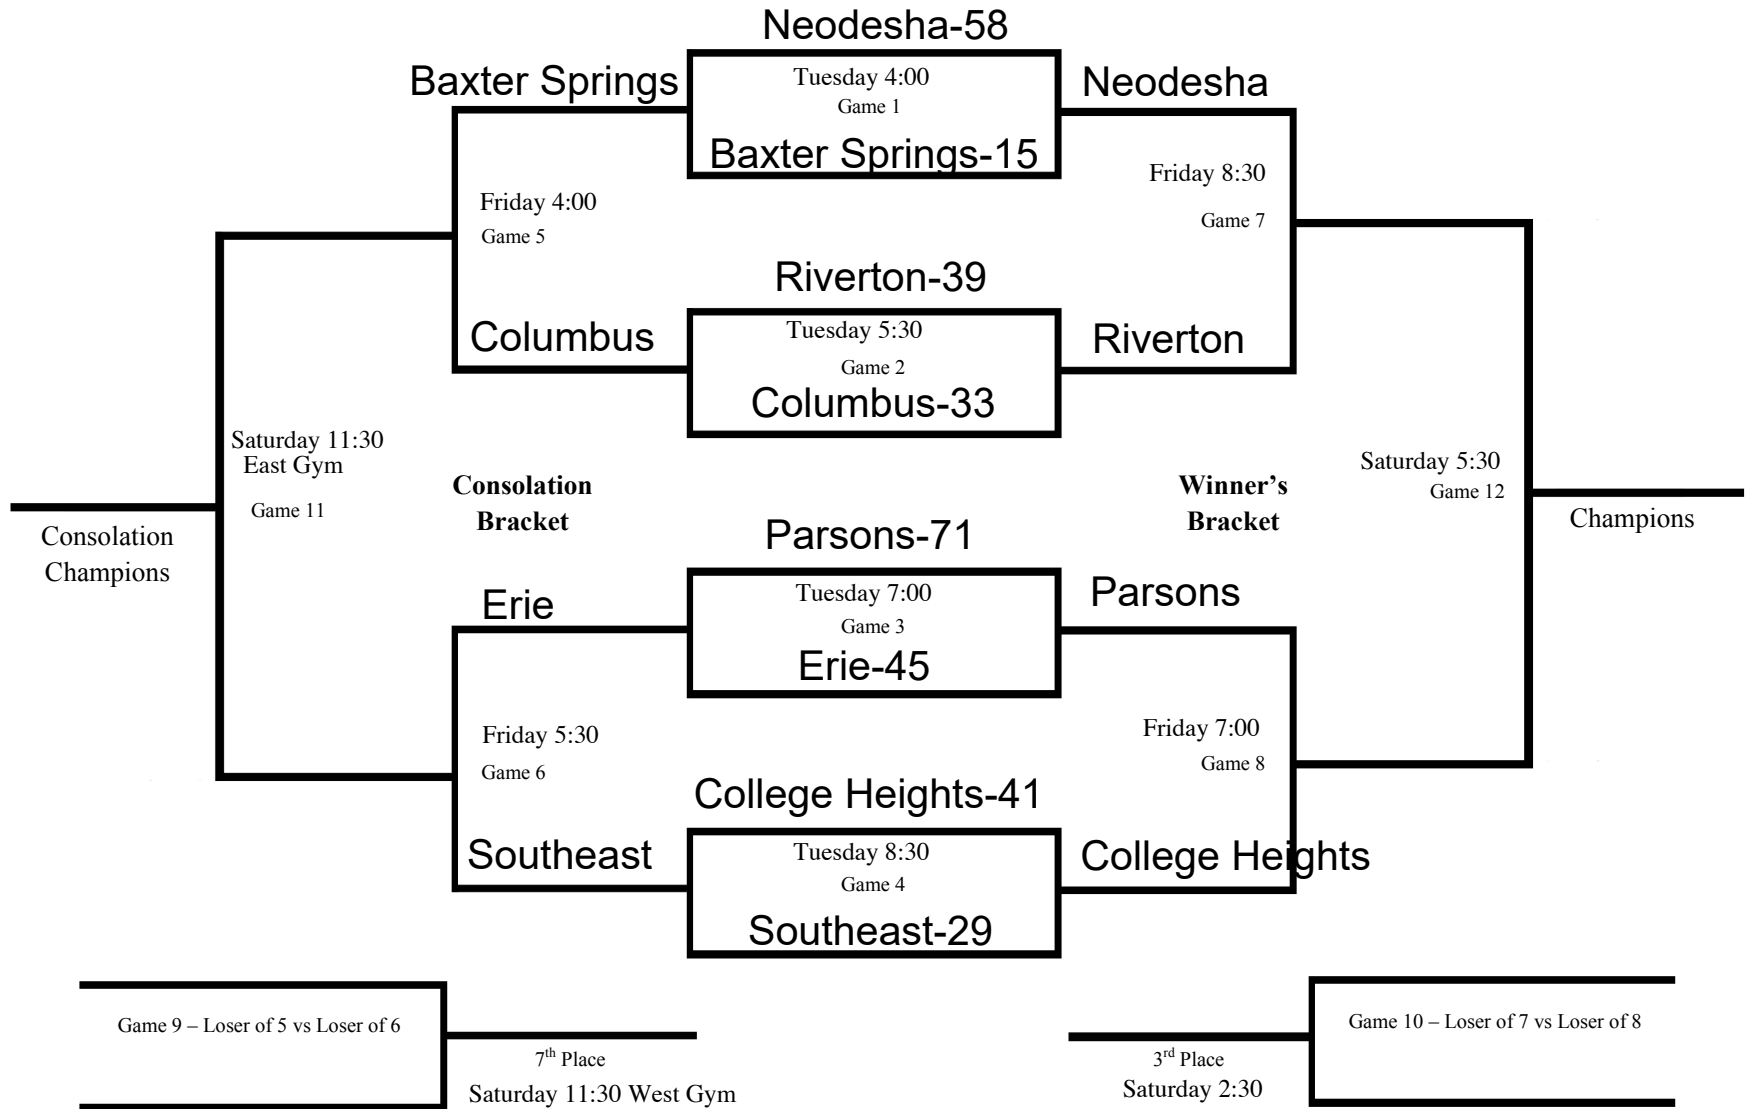 Neodesha-58
Baxter Springs
Tuesday 4:00
Neodesha
Game 1
Baxter Springs-15
Friday 8:30
Friday 4:00
Game 7
Game 5
Riverton-39
Columbus
Tuesday 5:30
Riverton
Game 2
Columbus-33
Saturday 11:30
East Gym
Saturday 5:30
Game 12
Consolation
Bracket
Winner’s
Bracket
Game 11
Champions
Consolation
Champions
Parsons-71
Erie
Tuesday 7:00
Parsons
Game 3
Erie-45
Friday 5:30
Friday 7:00
Game 6
Game 8
College Heights-41
Southeast
Tuesday 8:30
College Heights
Game 4
Southeast-29
Game 9 – Loser of 5 vs Loser of 6
Game 10 – Loser of 7 vs Loser of 8
7th Place
Saturday 11:30 West Gym
3rd Place
Saturday 2:30